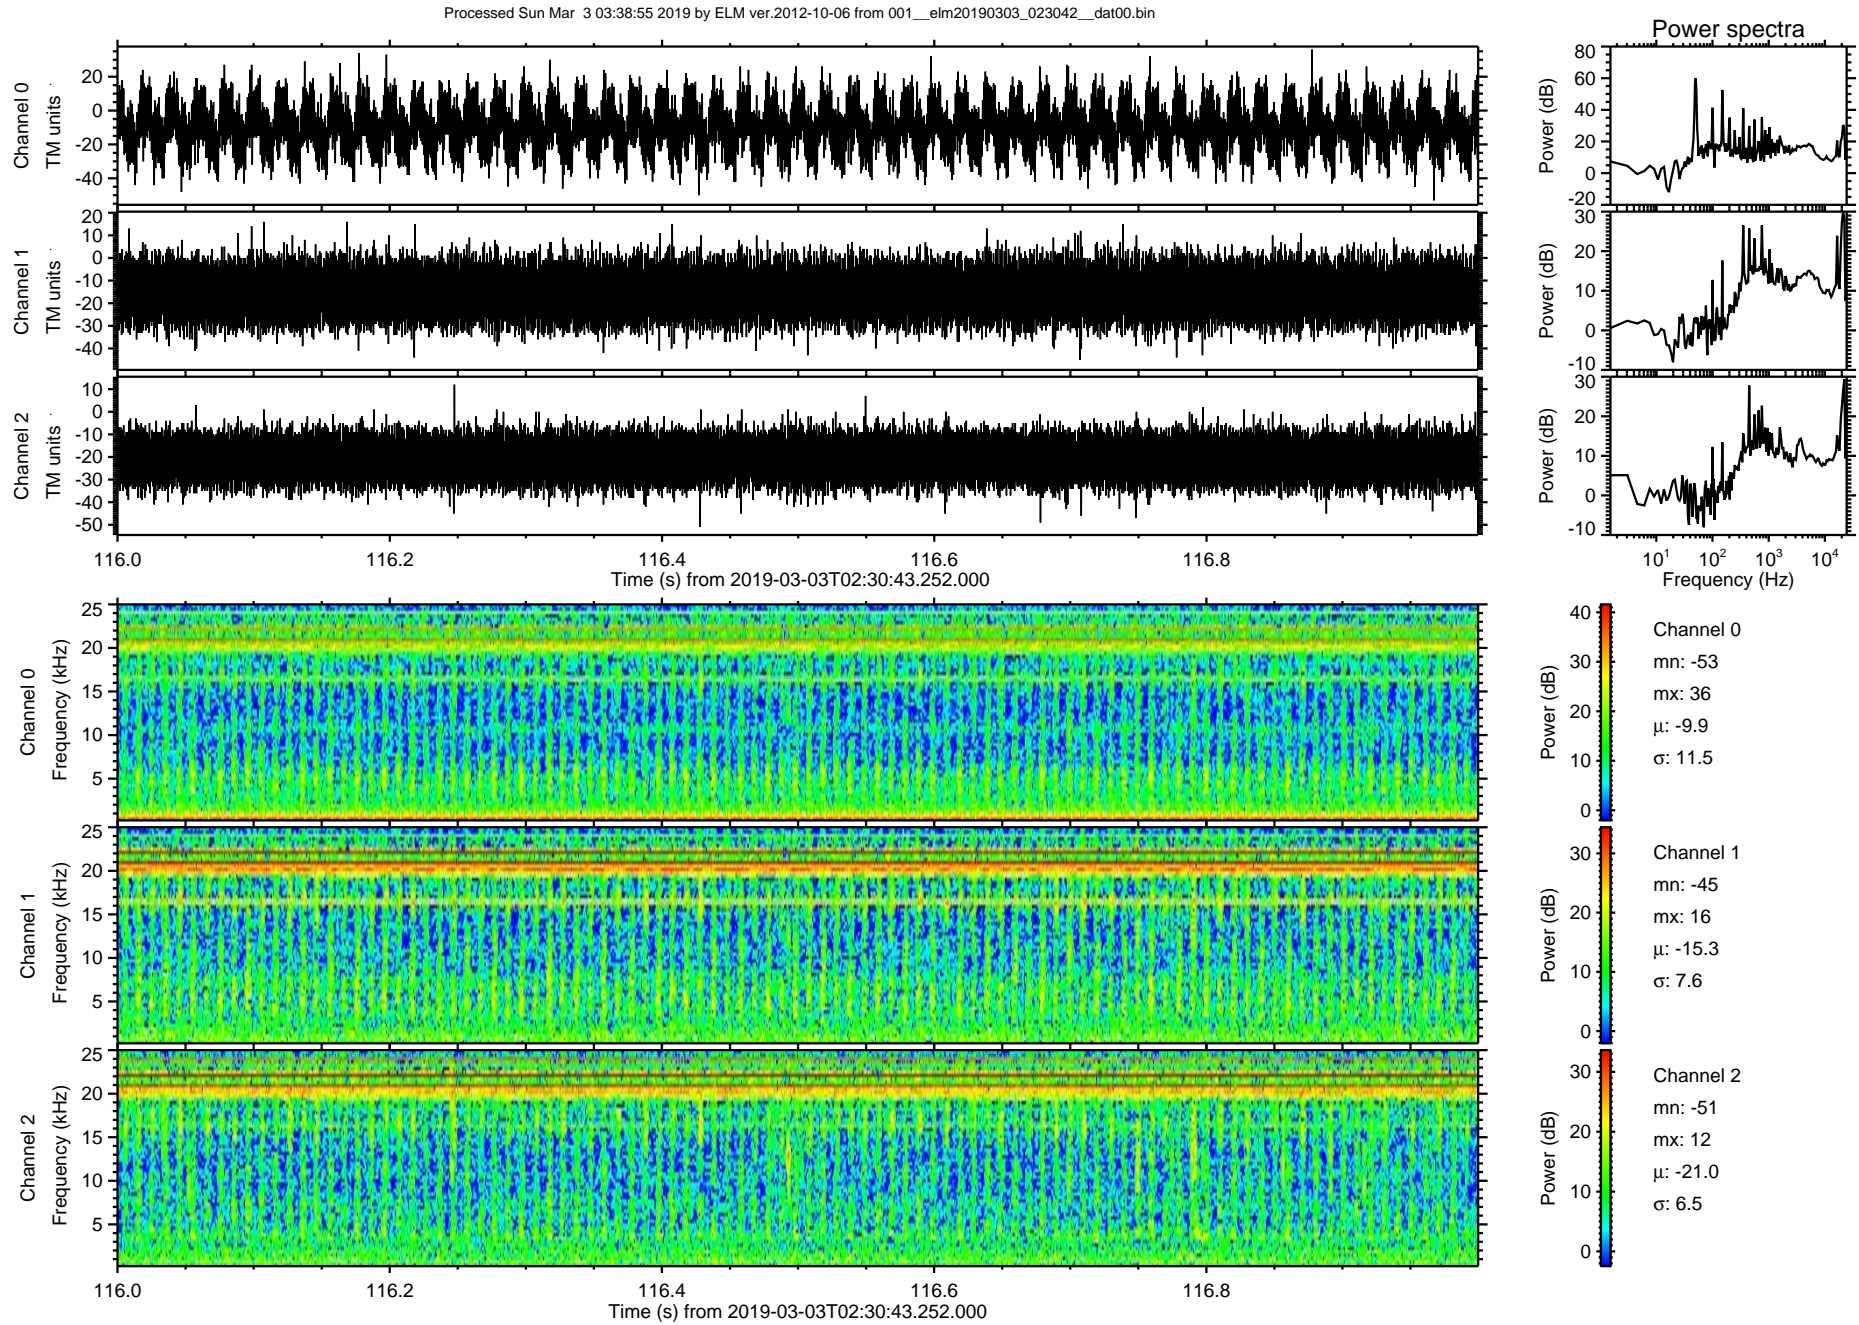 Processed Sun Mar 3 03:38:55 2019 by ELM ver.2012-10-06 from 001__elm20190303_023042__dat00.bin
Power spectra
Channel 0
TM units
20
0
-20
-40
Power (dB)
80
60
40
20
0
-20
Channel 1
TM units
20
10
0
-10
-20
-30
-40
Power (dB)
30
20
10
0
-10
Channel 2
TM units
10
0
-10
-20
-30
-40
-50
Power (dB)
30
20
10
0
-10
116.0 116.2 116.4 116.6 116.8
Time (s) from 2019-03-03T02:30:43.252.000
10¹ 10² 10³ 10⁴
Frequency (Hz)
Channel 0
Frequency (kHz)
25
20
15
10
5
Power (dB)
40
30
20
10
0
Channel 0
mn: -53
mx: 36
μ: -9.9
σ: 11.5
Channel 1
Frequency (kHz)
25
20
15
10
5
Power (dB)
30
20
10
0
Channel 1
mn: -45
mx: 16
μ: -15.3
σ: 7.6
Channel 2
Frequency (kHz)
25
20
15
10
5
Power (dB)
30
20
10
0
Channel 2
mn: -51
mx: 12
μ: -21.0
σ: 6.5
116.0 116.2 116.4 116.6 116.8
Time (s) from 2019-03-03T02:30:43.252.000